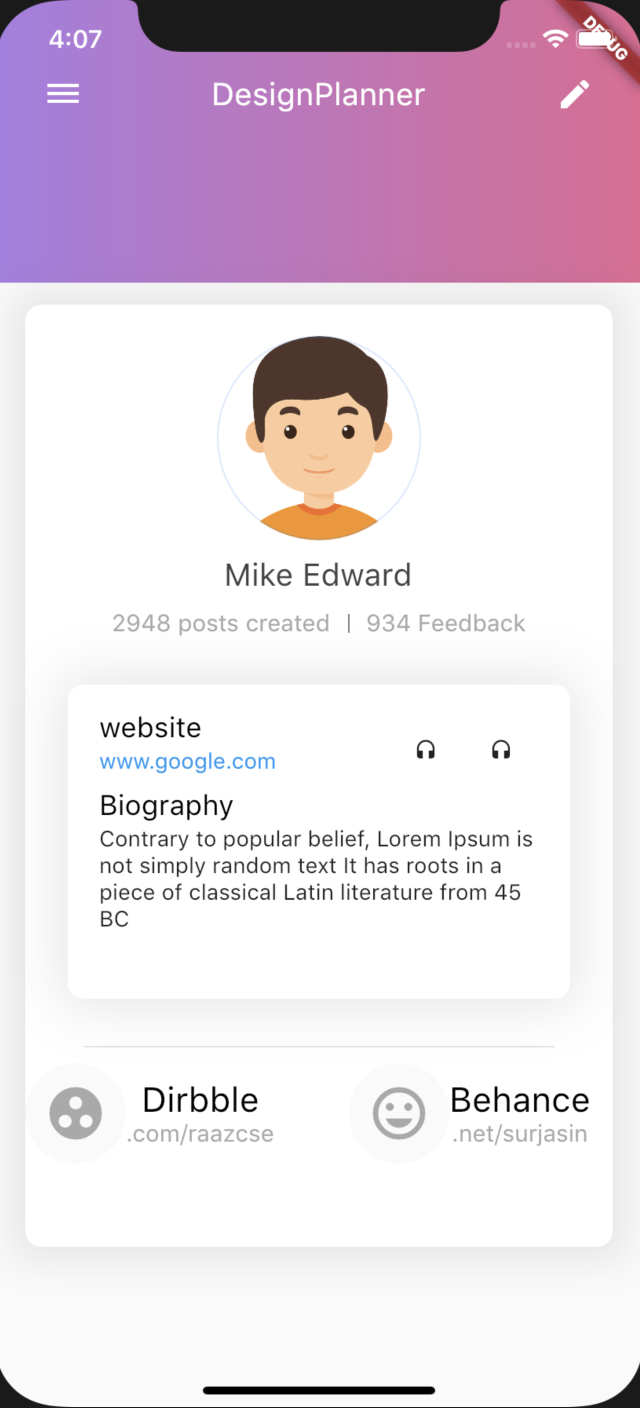 4:07
DEBUG
DesignPlanner
Mike Edward
2948 posts created | 934 Feedback
website
www.google.com
Biography
Contrary to popular belief, Lorem Ipsum is
not simply random text It has roots in a
piece of classical Latin literature from 45
BC
Dirbble
.com/raazcse
Behance
.net/surjasin